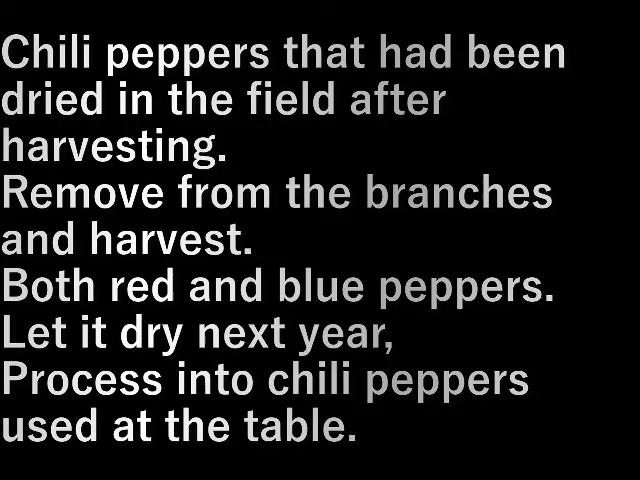 Chili peppers that had been
dried in the field after
harvesting.
Remove from the branches
and harvest.
Both red and blue peppers.
Let it dry next year,
Process into chili peppers
used at the table.